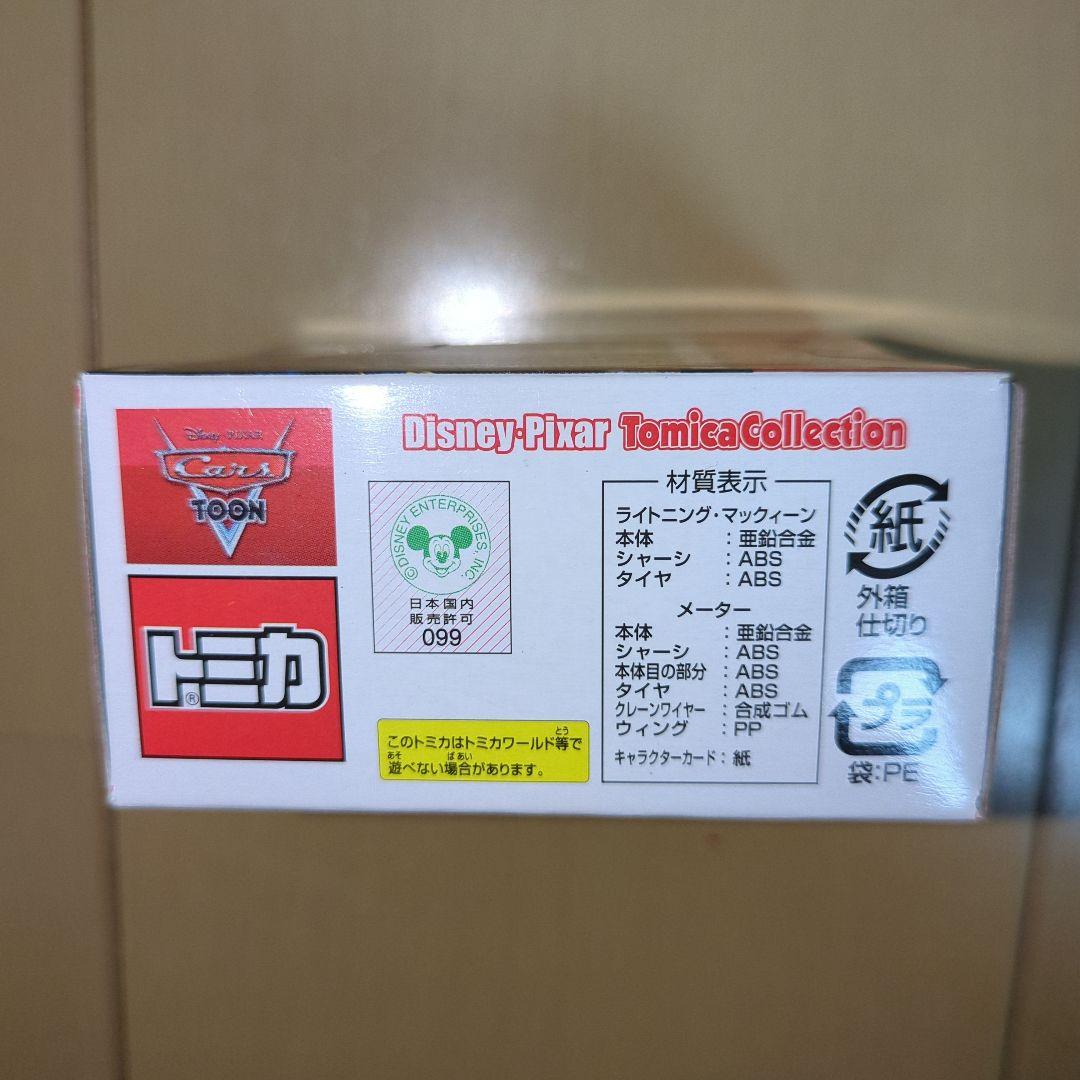 Disney PIXAR
Cars
TOON
トミカ®
Disney·Pixar TomicaCollection
©DISNEY ENTERPRISES, INC.
日本国内
販売許可
099
このトミカはトミカワールド等で
とう
遊べない場合があります。
あそ ばあい
材質表示
ライトニング・マックィーン
本体 : 亜鉛合金
シャーシ : ABS
タイヤ : ABS
メーター
本体 : 亜鉛合金
シャーシ : ABS
本体目の部分 : ABS
タイヤ : ABS
クレーンワイヤー : 合成ゴム
ウィング : PP
キャラクターカード : 紙
紙
外箱
仕切り
プラ
袋:PE